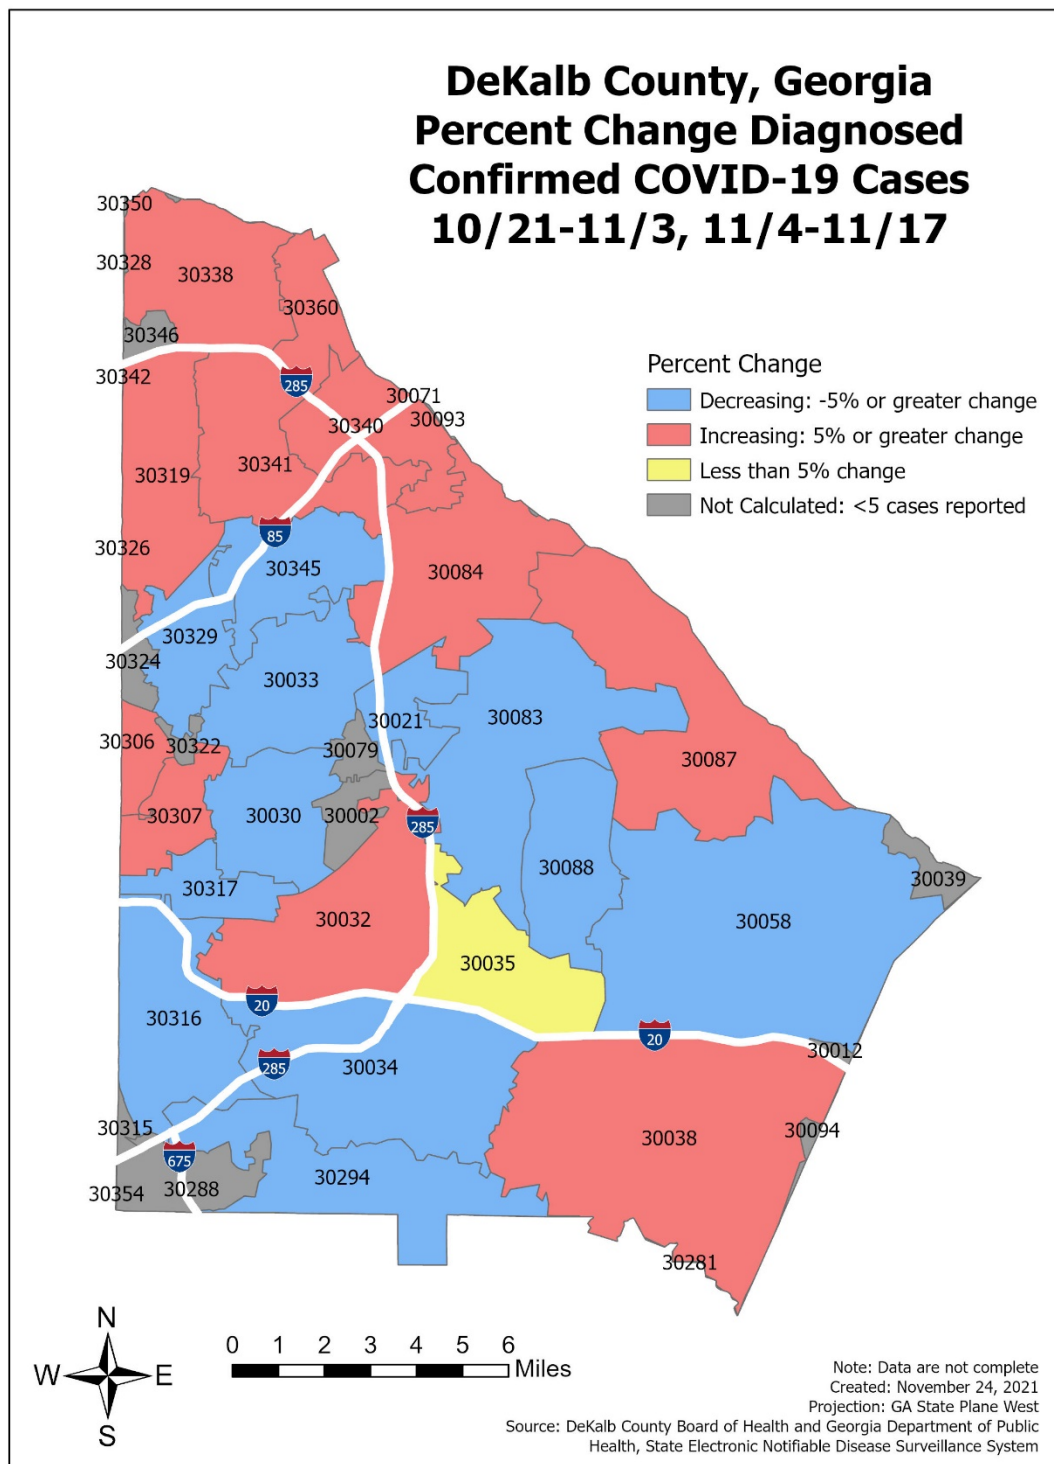 DeKalb County, Georgia
Percent Change Diagnosed
Confirmed COVID-19 Cases
10/21-11/3, 11/4-11/17
30350
30328
30338
30360
30346
30342
285
30071
30093
30340
30341
30319
Percent Change
Decreasing: -5% or greater change
Increasing: 5% or greater change
Less than 5% change
Not Calculated: <5 cases reported
85
30326
30345
30084
30329
30324
30033
30021
30083
30306
30322
30079
30087
30307
30030
30002
285
30088
30039
30317
30032
30058
30035
20
30316
20
30012
285
30034
30315
30038
30094
675
30354
30288
30294
30281
N
W
E
S
0 1 2 3 4 5 6
Miles
Note: Data are not complete
Created: November 24, 2021
Projection: GA State Plane West
Source: DeKalb County Board of Health and Georgia Department of Public
Health, State Electronic Notifiable Disease Surveillance System